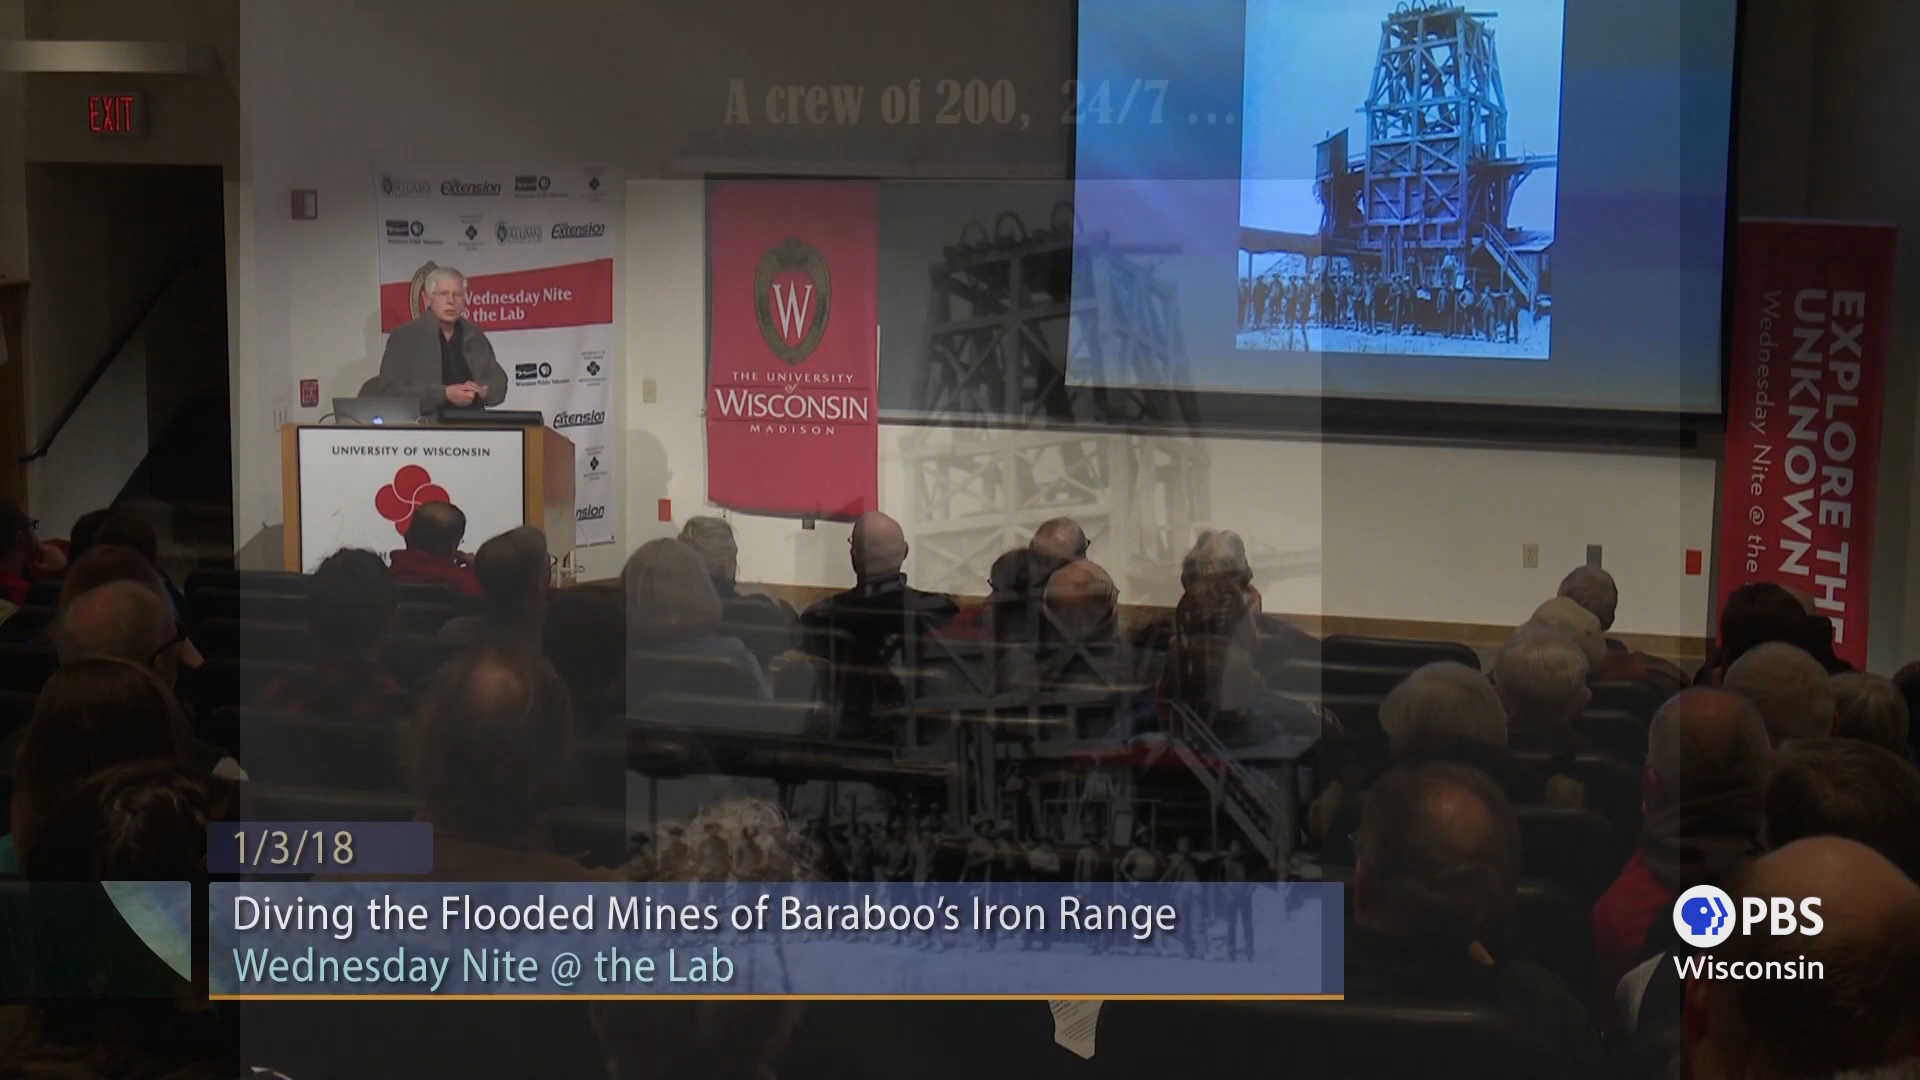 A crew of 200, 24/7 ...
EXIT
ALUMNI
Extension
ALUMNI
Extension
Wednesday Nite
@ the Lab
Extension
THE UNIVERSITY
of
WISCONSIN
MADISON
W
UNIVERSITY OF WISCONSIN
EXPLORE THE
UNKNOWN
Wednesday Nite @ the
1/3/18
Diving the Flooded Mines of Baraboo's Iron Range
Wednesday Nite @ the Lab
PBS
Wisconsin